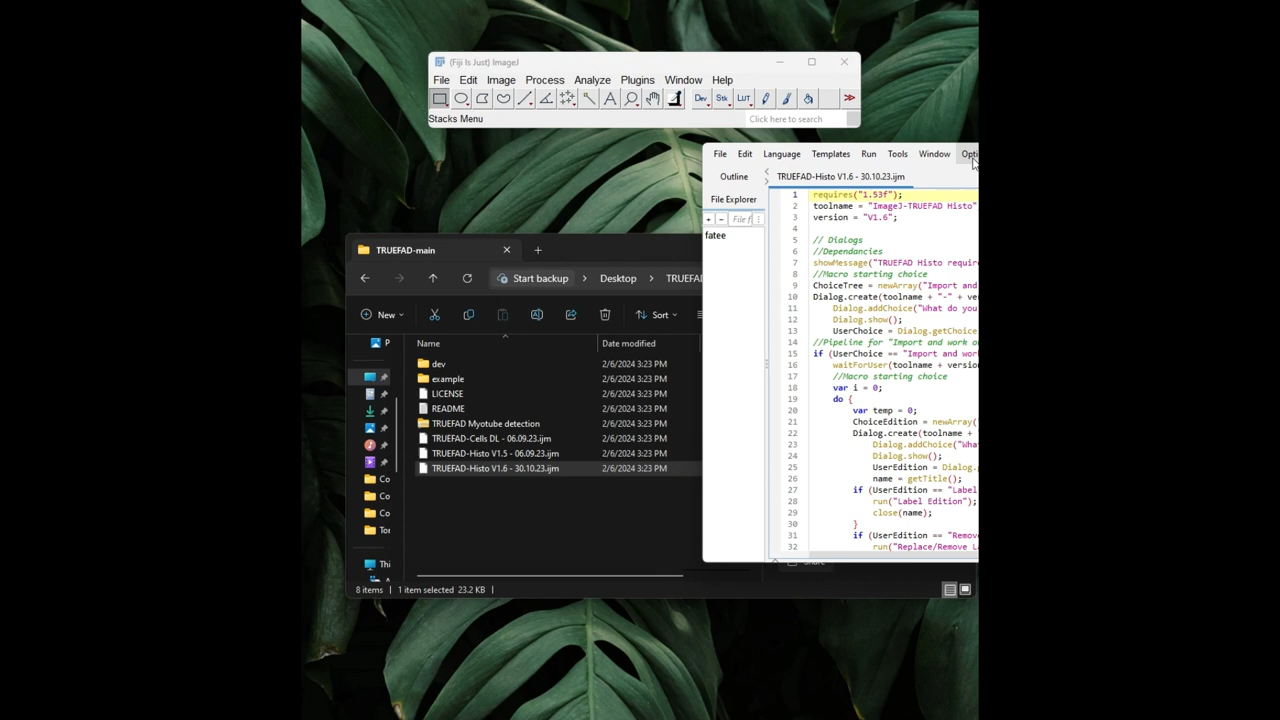 (Fiji Is Just) ImageJ
File Edit Image Process Analyze Plugins Window Help
Dev Stk LUT
Stacks Menu Click here to search
File Edit Language Templates Run Tools Window Opti
Outline TRUEFAD-Histo V1.6 - 30.10.23.ijm
File Explorer
File f
fatee
1 requires("1.53f");
2 toolname = "ImageJ-TRUEFAD Histo"
3 version = "V1.6";
4
5 // Dialogs
6 //Dependancies
7 showMessage("TRUEFAD Histo requir
8 //Macro starting choice
9 ChoiceTree = newArray("Import and
10 Dialog.create(toolname + "-" + ve
11 Dialog.addChoice("What do you
12 Dialog.show();
13 UserChoice = Dialog.getChoice
14 //Pipeline for "Import and work o
15 if (UserChoice == "Import and wor
16 waitForUser(toolname + version
17 //Macro starting choice
18 var i = 0;
19 do {
20 var temp = 0;
21 ChoiceEdition = newArray(
22 Dialog.create(toolname +
23 Dialog.addChoice("Wha
24 Dialog.show();
25 UserEdition = Dialog.g
26 name = getTitle();
27 if (UserEdition == "Label
28 run("Label Edition");
29 close(name);
30 }
31 if (UserEdition == "Remov
32 run("Replace/Remove La
TRUEFAD-main
Start backup Desktop TRUEFAD
New Sort
Name Date modified
dev 2/6/2024 3:23 PM
example 2/6/2024 3:23 PM
LICENSE 2/6/2024 3:23 PM
README 2/6/2024 3:23 PM
TRUEFAD Myotube detection 2/6/2024 3:23 PM
TRUEFAD-Cells DL - 06.09.23.ijm 2/6/2024 3:23 PM
TRUEFAD-Histo V1.5 - 06.09.23.ijm 2/6/2024 3:23 PM
TRUEFAD-Histo V1.6 - 30.10.23.ijm 2/6/2024 3:23 PM
P
Co
Co
Co
Tor
Thi
8 items 1 item selected 23.2 KB